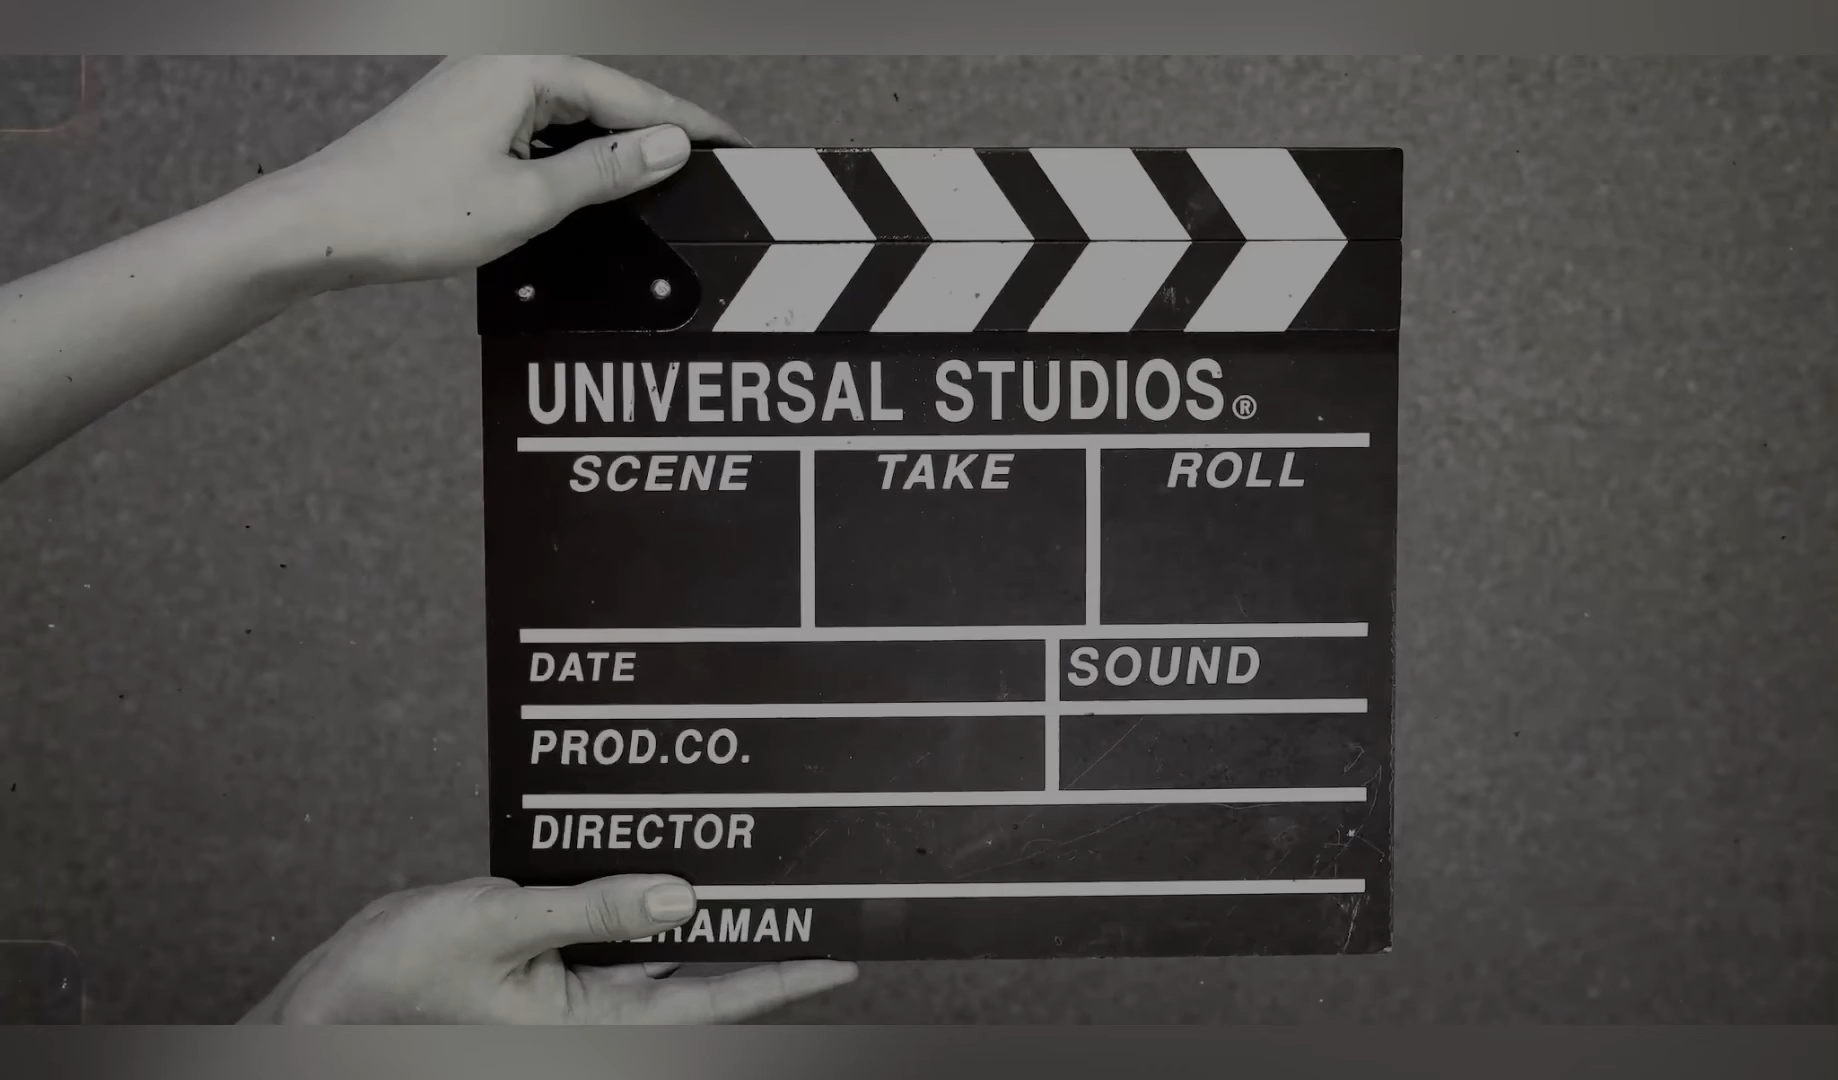 UNIVERSAL STUDIOS®
SCENE TAKE ROLL
DATE SOUND
PROD.CO.
DIRECTOR